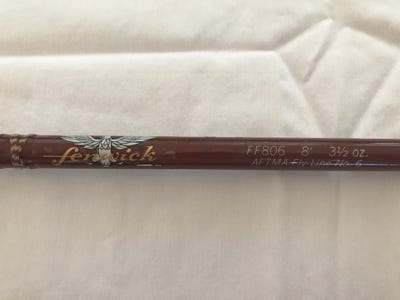 fenwick
FF806 8' 3½ oz.
AFTMA Fly Line No. 6